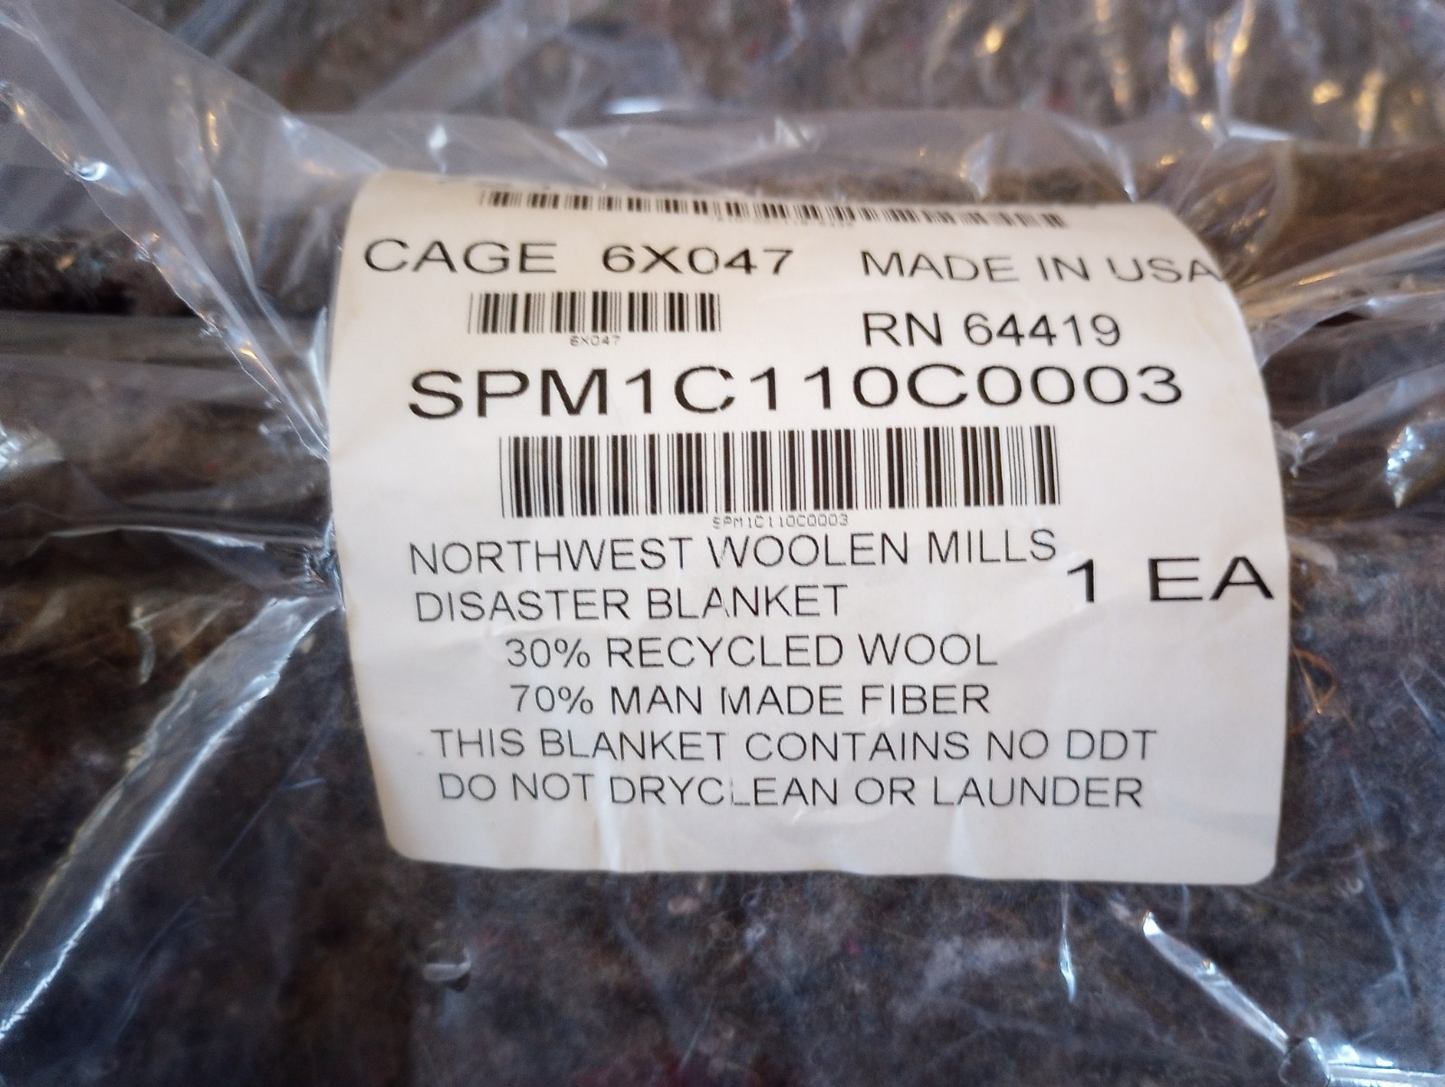 CAGE 6X047 MADE IN USA
6X047
RN 64419
SPM1C110C0003
SPM1C110C0003
NORTHWEST WOOLEN MILLS
1 EA
DISASTER BLANKET
30% RECYCLED WOOL
70% MAN MADE FIBER
THIS BLANKET CONTAINS NO DDT
DO NOT DRYCLEAN OR LAUNDER